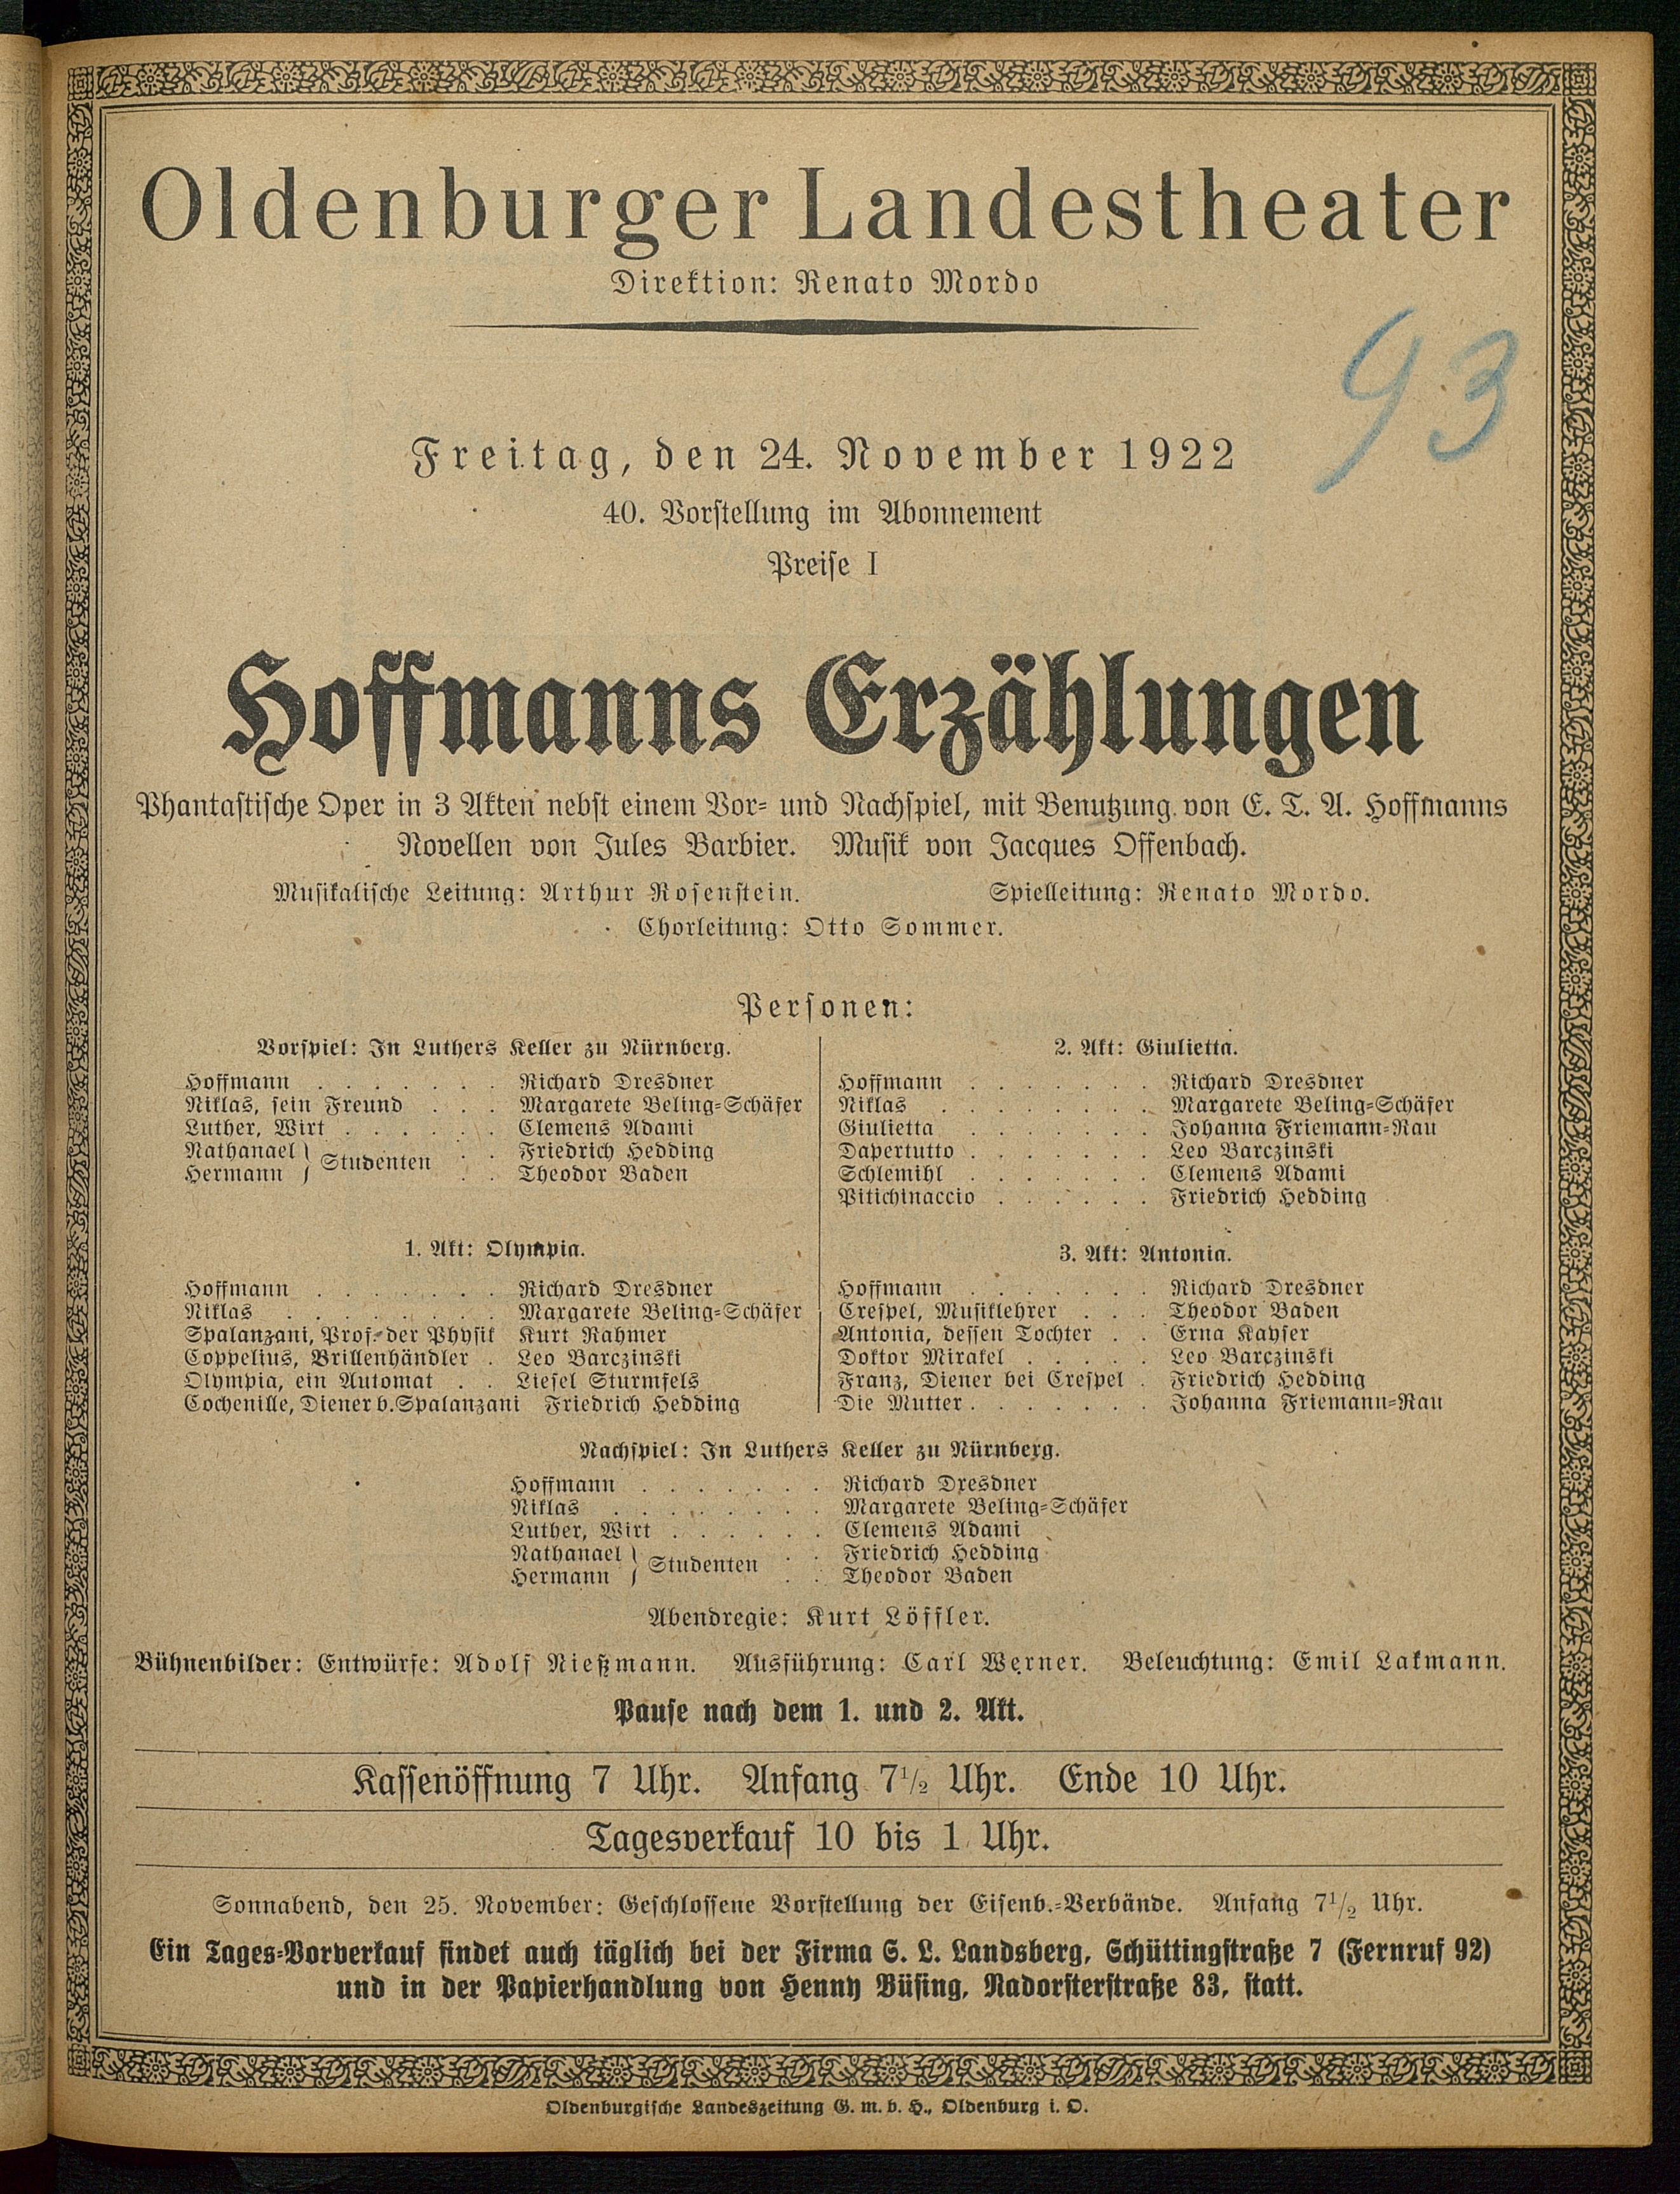 Oldenburger Landestheater
Direktion: Renato Mordo
93
Freitag, den 24. November 1922
40. Vorstellung im Abonnement
Preise I
Hoffmanns Erzählungen
Phantastische Oper in 3 Akten nebst einem Vor- und Nachspiel, mit Benutzung von E. T. A. Hoffmanns
Novellen von Jules Barbier. Musik von Jacques Offenbach.
Musikalische Leitung: Arthur Rosenstein. Spielleitung: Renato Mordo.
Chorleitung: Otto Sommer.
Personen:
Vorspiel: In Luthers Keller zu Nürnberg.
Hoffmann . . . . . . . Richard Dresdner
Niklas, sein Freund . . . Margarete Beling-Schäfer
Luther, Wirt . . . . . . Clemens Adami
Nathanael } Studenten . . Friedrich Hedding
Hermann } . . Theodor Baden
1. Akt: Olympia.
Hoffmann . . . . . . . Richard Dresdner
Niklas . . . . . . . . Margarete Beling-Schäfer
Spalanzani, Prof. der Physik Kurt Rahmer
Coppelius, Brillenhändler . Leo Barczinski
Olympia, ein Automat . . Liesel Sturmfels
Cochenille, Diener b. Spalanzani Friedrich Hedding
2. Akt: Giulietta.
Hoffmann . . . . . . . Richard Dresdner
Niklas . . . . . . . . Margarete Beling-Schäfer
Giulietta . . . . . . . Johanna Friemann-Rau
Dapertutto . . . . . . . Leo Barczinski
Schlemihl . . . . . . . Clemens Adami
Pitichinaccio . . . . . . Friedrich Hedding
3. Akt: Antonia.
Hoffmann . . . . . . . Richard Dresdner
Crespel, Musiklehrer . . . Theodor Baden
Antonia, dessen Tochter . . Erna Kayser
Doktor Mirakel . . . . . Leo Barczinski
Franz, Diener bei Crespel . Friedrich Hedding
Die Mutter . . . . . . . Johanna Friemann-Rau
Nachspiel: In Luthers Keller zu Nürnberg.
Hoffmann . . . . . . . Richard Dresdner
Niklas . . . . . . . . Margarete Beling-Schäfer
Luther, Wirt . . . . . . Clemens Adami
Nathanael } Studenten . . Friedrich Hedding
Hermann } . . Theodor Baden
Abendregie: Kurt Löffler.
Bühnenbilder: Entwürfe: Adolf Nießmann. Ausführung: Carl Werner. Beleuchtung: Emil Lakmann.
Pause nach dem 1. und 2. Akt.
Kassenöffnung 7 Uhr. Anfang 7 1/2 Uhr. Ende 10 Uhr.
Tagesverkauf 10 bis 1 Uhr.
Sonnabend, den 25. November: Geschlossene Vorstellung der Eisenb.-Verbände. Anfang 7 1/2 Uhr.
Ein Tages-Vorverkauf findet auch täglich bei der Firma S. L. Landsberg, Schüttingstraße 7 (Fernruf 92)
und in der Papierhandlung von Henny Büsing, Nadorsterstraße 83, statt.
Oldenburgische Landeszeitung G. m. b. H., Oldenburg i. O.